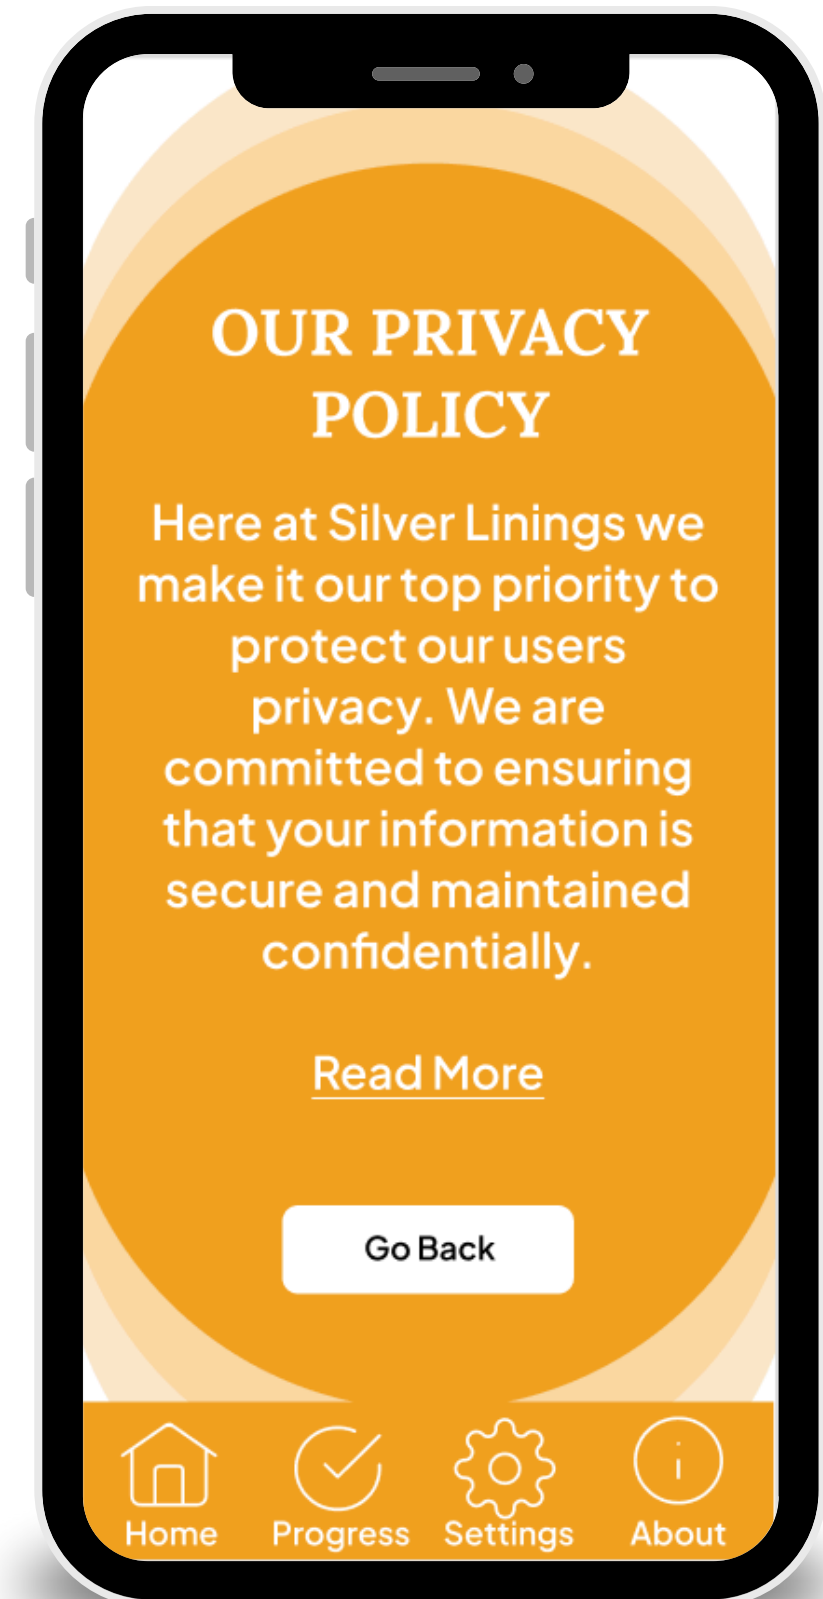 OUR PRIVACY
POLICY
Here at Silver Linings we
make it our top priority to
protect our users
privacy. We are
committed to ensuring
that your information is
secure and maintained
confidentially.
Read More
Go Back
Home Progress Settings About